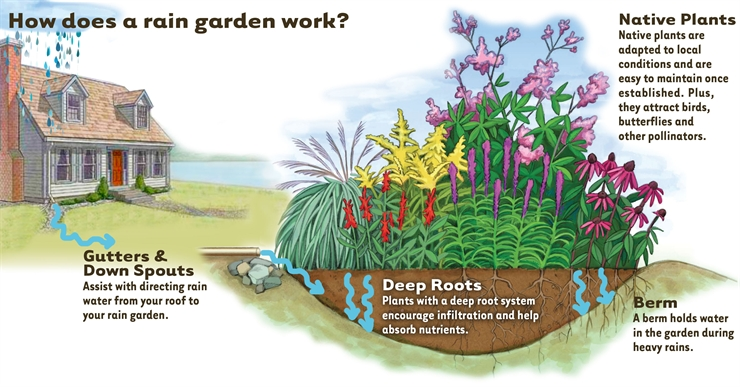 How does a rain garden work?
Native Plants
Native plants are
adapted to local
conditions and are
easy to maintain once
established. Plus,
they attract birds,
butterflies and
other pollinators.
Gutters &
Down Spouts
Assist with directing rain
water from your roof to
your rain garden.
Deep Roots
Plants with a deep root system
encourage infiltration and help
absorb nutrients.
Berm
A berm holds water
in the garden during
heavy rains.